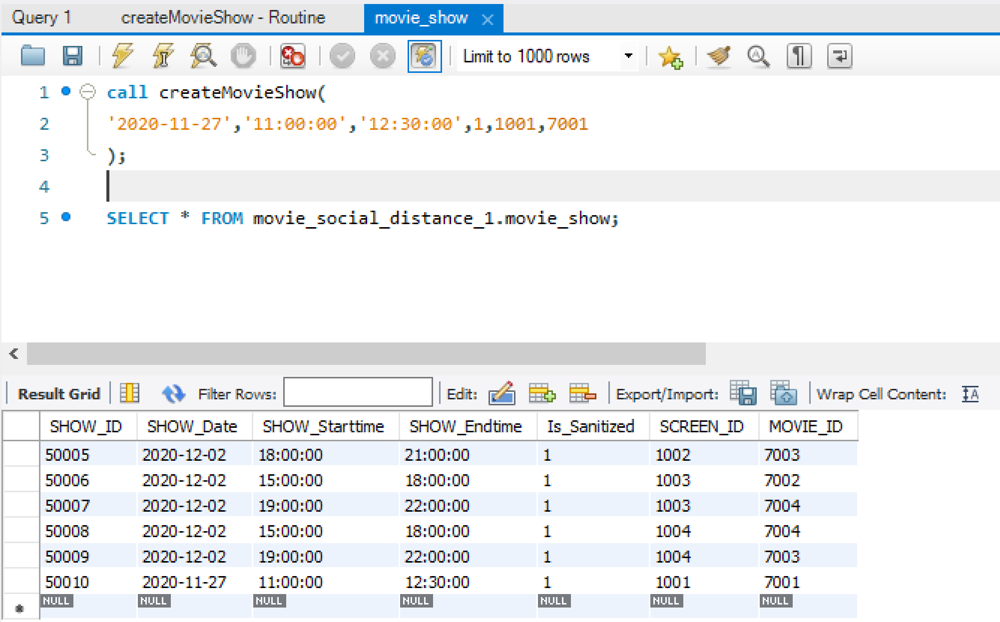 Query 1 createMovieShow - Routine movie_show ×
Limit to 1000 rows
1 call createMovieShow(
2 '2020-11-27','11:00:00','12:30:00',1,1001,7001
3 );
4
5 SELECT * FROM movie_social_distance_1.movie_show;
Result Grid Filter Rows: Edit: Export/Import: Wrap Cell Content: IA
SHOW_ID SHOW_Date SHOW_Starttime SHOW_Endtime Is_Sanitized SCREEN_ID MOVIE_ID
50005 2020-12-02 18:00:00 21:00:00 1 1002 7003
50006 2020-12-02 15:00:00 18:00:00 1 1003 7002
50007 2020-12-02 19:00:00 22:00:00 1 1003 7004
50008 2020-12-02 15:00:00 18:00:00 1 1004 7004
50009 2020-12-02 19:00:00 22:00:00 1 1004 7003
50010 2020-11-27 11:00:00 12:30:00 1 1001 7001
NULL NULL NULL NULL NULL NULL NULL